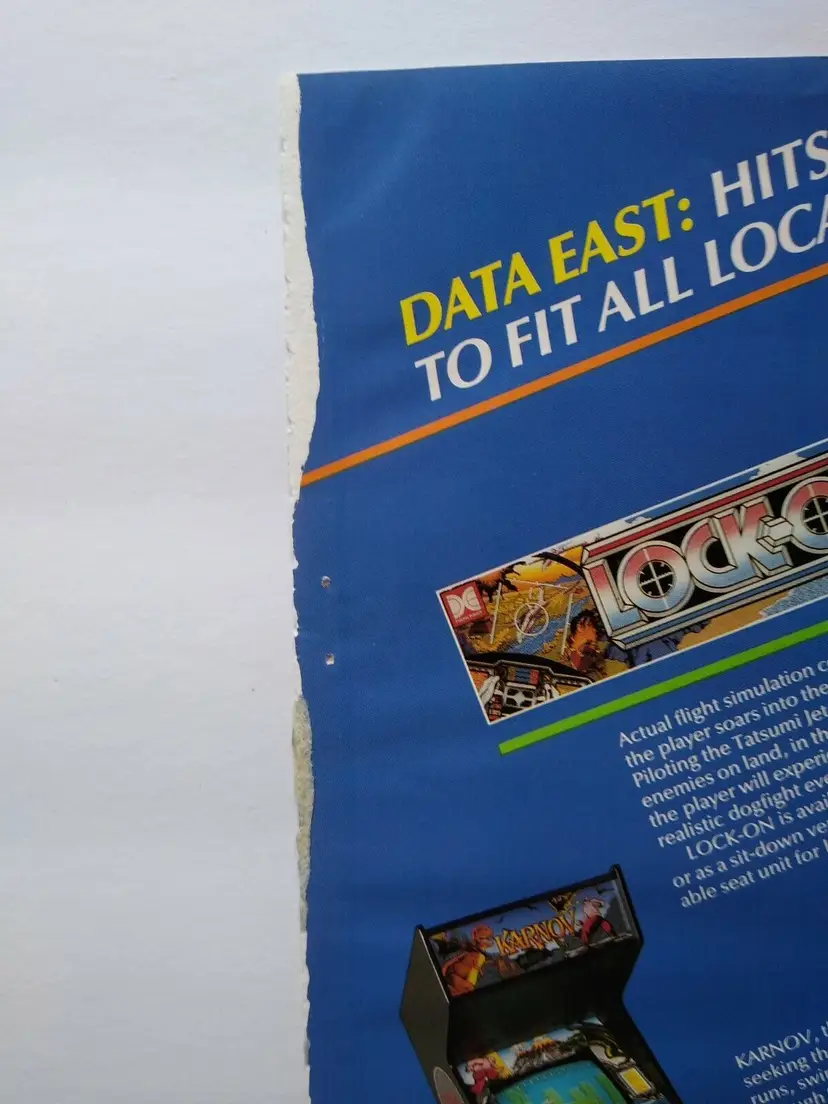 DATA EAST: HITS
TO FIT ALL LOCA
LOCK-O
Actual flight simulation c
the player soars into the
Piloting the Tatsumi Jet
enemies on land, in th
the player will experi
realistic dogfight eve
LOCK-ON is avai
or as a sit-down ve
able seat unit for
KARNOV
KARNOV, t
seeking th
runs, swi